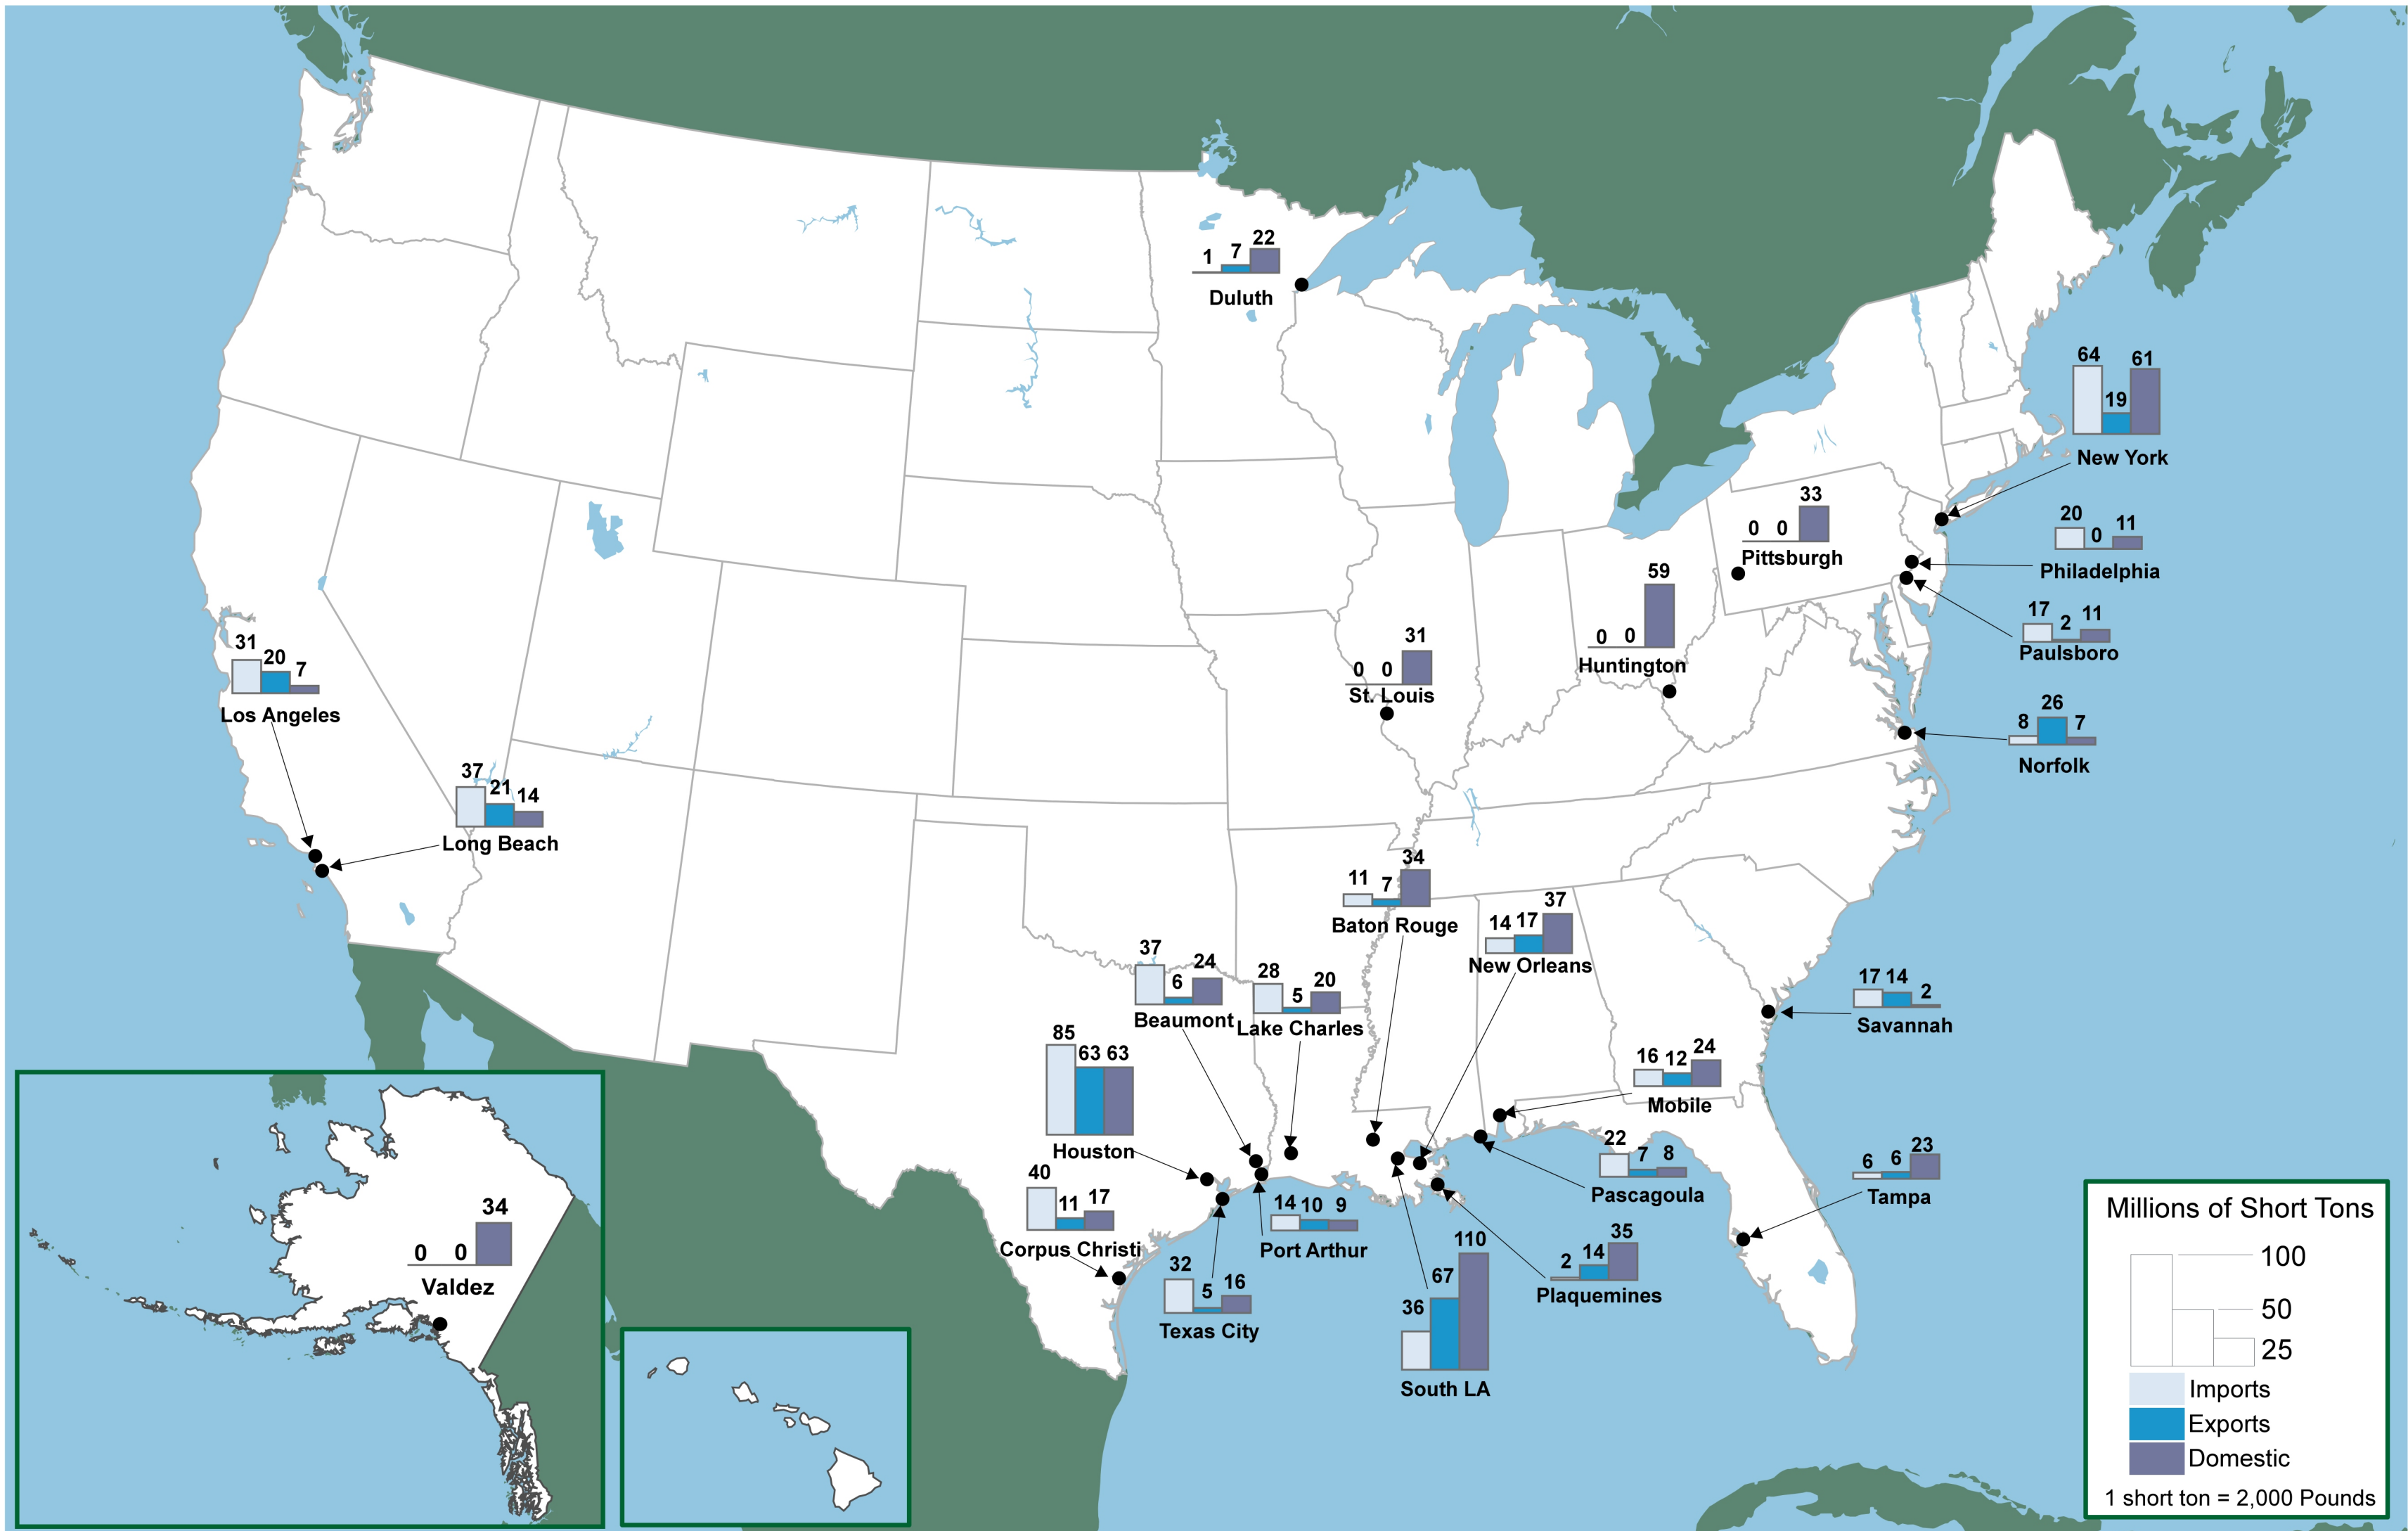 1 7 22
Duluth
64 19 61
New York
0 0 33
Pittsburgh
20 0 11
Philadelphia
0 0 59
Huntington
17 2 11
Paulsboro
0 0 31
St. Louis
31 20 7
Los Angeles
8 26 7
Norfolk
37 21 14
Long Beach
11 7 34
Baton Rouge
14 17 37
New Orleans
37 6 24
Beaumont
28 5 20
Lake Charles
17 14 2
Savannah
85 63 63
Houston
16 12 24
Mobile
22 7 8
Pascagoula
6 6 23
Tampa
40 11 17
Corpus Christi
14 10 9
Port Arthur
32 5 16
Texas City
36 67 110
South LA
2 14 35
Plaquemines
0 0 34
Valdez
Millions of Short Tons
100
50
25
Imports
Exports
Domestic
1 short ton = 2,000 Pounds